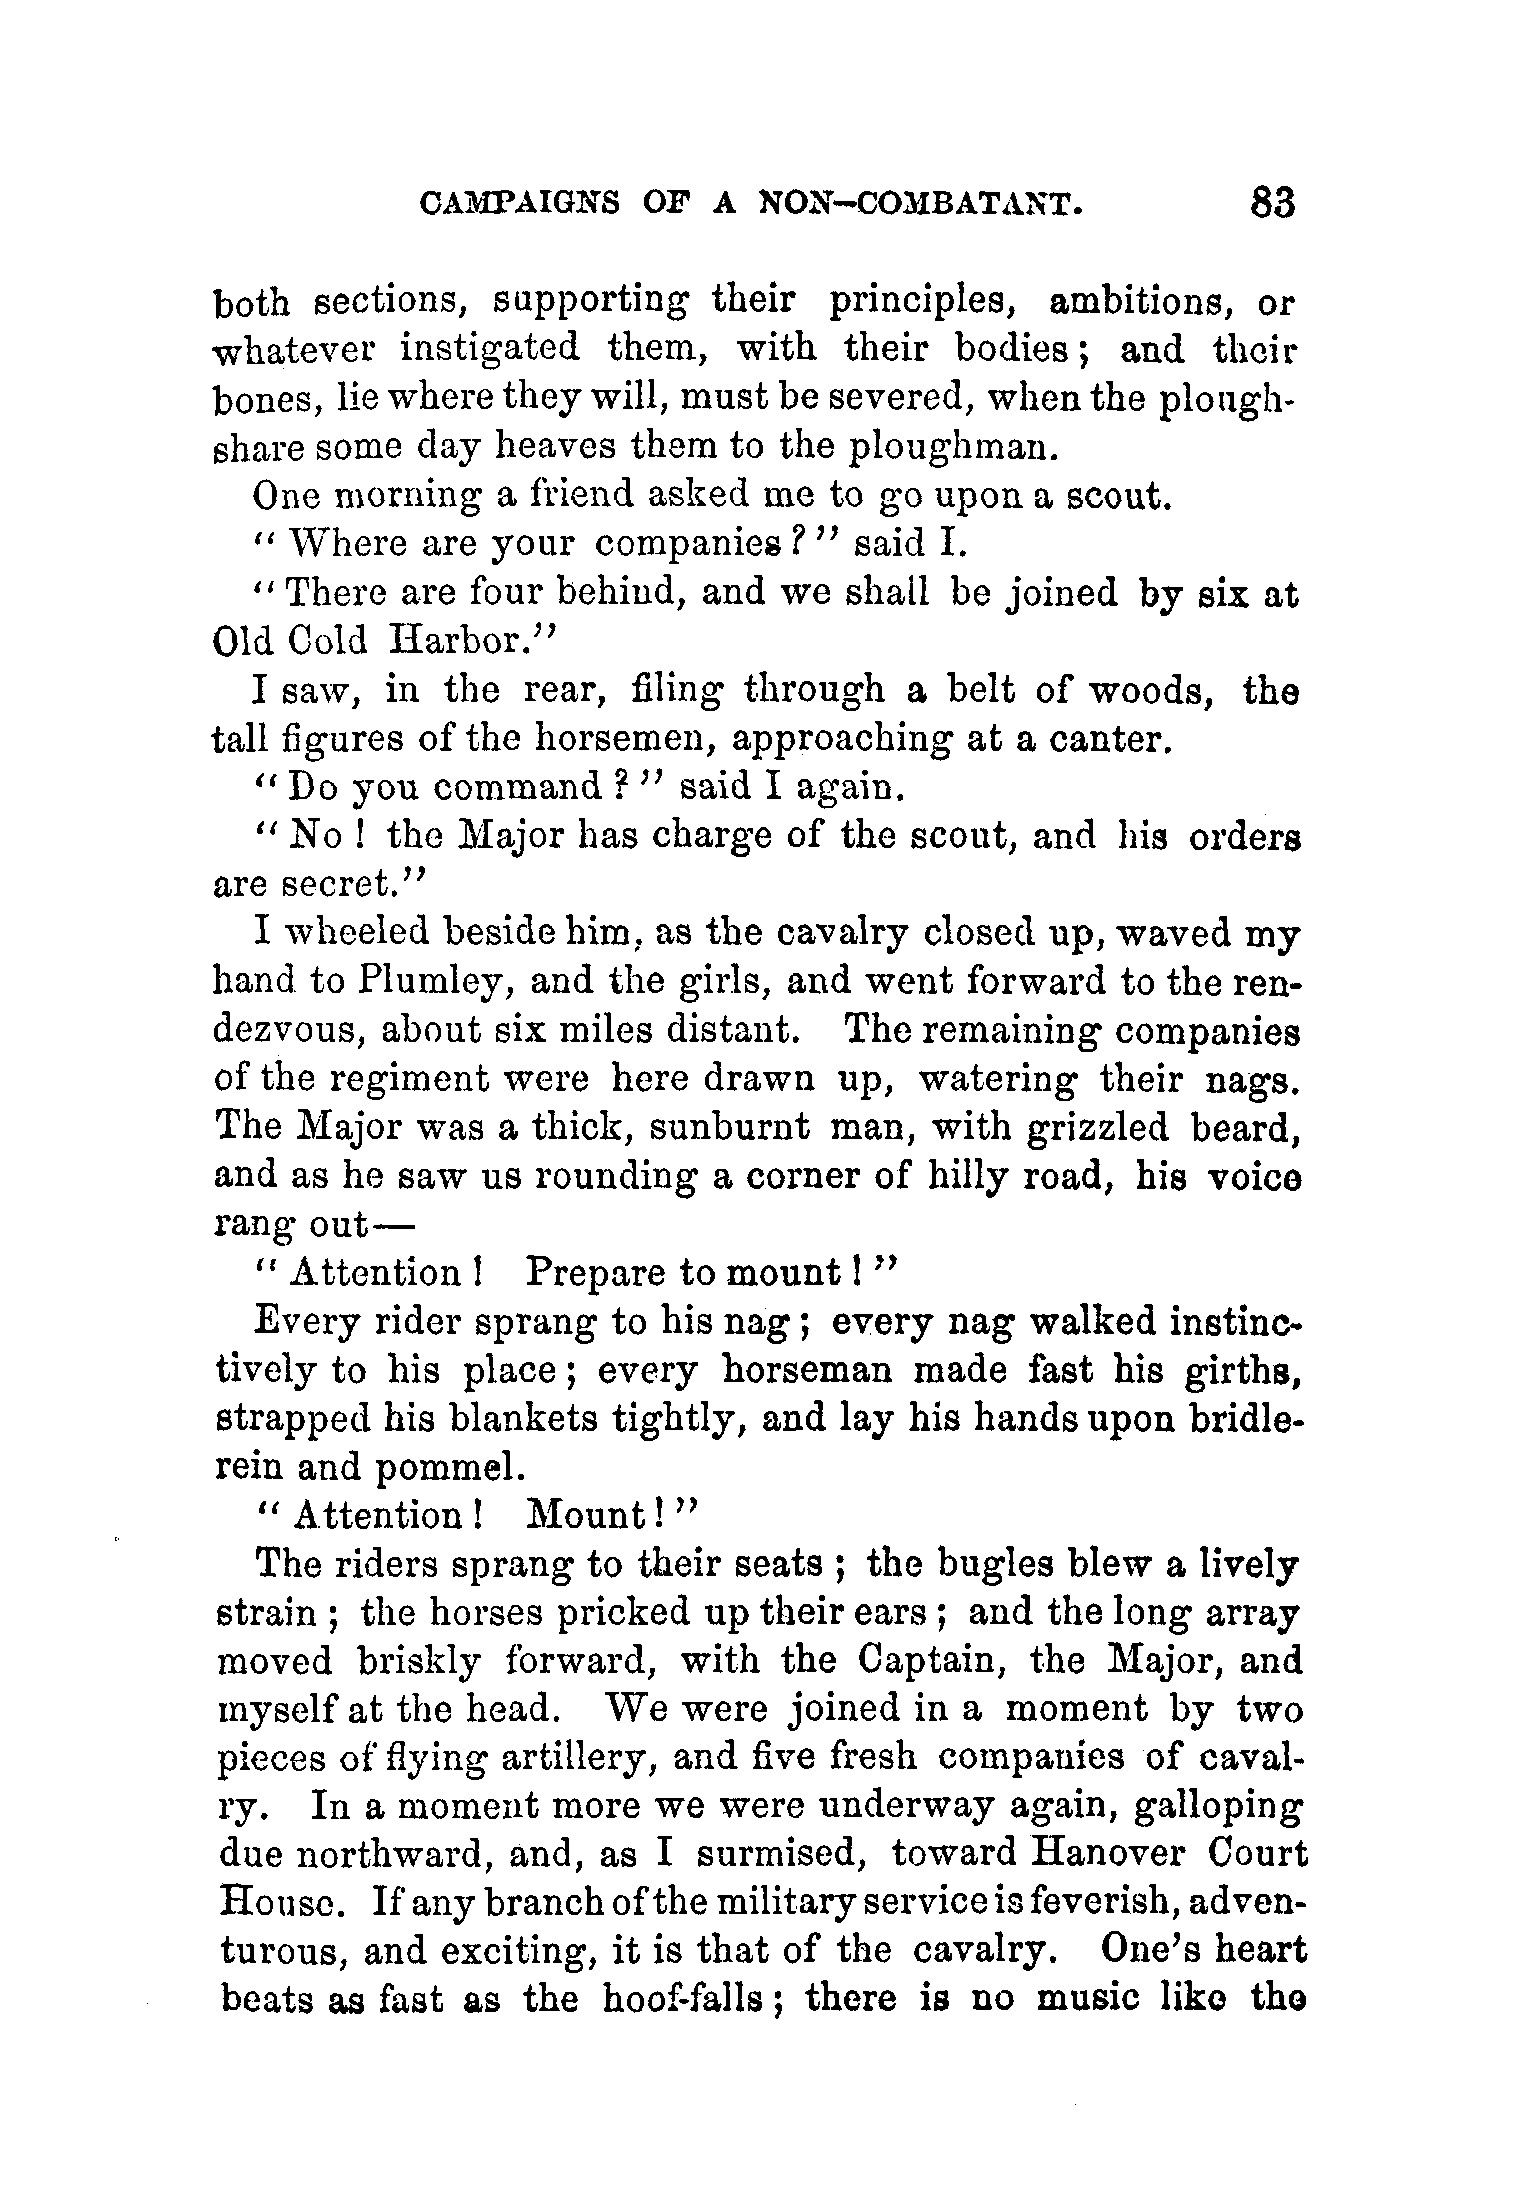 CAMPAIGNS OF A NON-COMBATANT. 83
both sections, supporting their principles, ambitions, or
whatever instigated them, with their bodies; and their
bones, lie where they will, must be severed, when the plough-
share some day heaves them to the ploughman.
One morning a friend asked me to go upon a scout.
"Where are your companies?" said I.
"There are four behind, and we shall be joined by six at
Old Cold Harbor."
I saw, in the rear, filing through a belt of woods, the
tall figures of the horsemen, approaching at a canter.
"Do you command?" said I again.
"No! the Major has charge of the scout, and his orders
are secret."
I wheeled beside him, as the cavalry closed up, waved my
hand to Plumley, and the girls, and went forward to the ren-
dezvous, about six miles distant. The remaining companies
of the regiment were here drawn up, watering their nags.
The Major was a thick, sunburnt man, with grizzled beard,
and as he saw us rounding a corner of hilly road, his voice
rang out—
"Attention! Prepare to mount!"
Every rider sprang to his nag; every nag walked instinc-
tively to his place; every horseman made fast his girths,
strapped his blankets tightly, and lay his hands upon bridle-
rein and pommel.
"Attention! Mount!"
The riders sprang to their seats; the bugles blew a lively
strain; the horses pricked up their ears; and the long array
moved briskly forward, with the Captain, the Major, and
myself at the head. We were joined in a moment by two
pieces of flying artillery, and five fresh companies of caval-
ry. In a moment more we were underway again, galloping
due northward, and, as I surmised, toward Hanover Court
House. If any branch of the military service is feverish, adven-
turous, and exciting, it is that of the cavalry. One's heart
beats as fast as the hoof-falls; there is no music like the